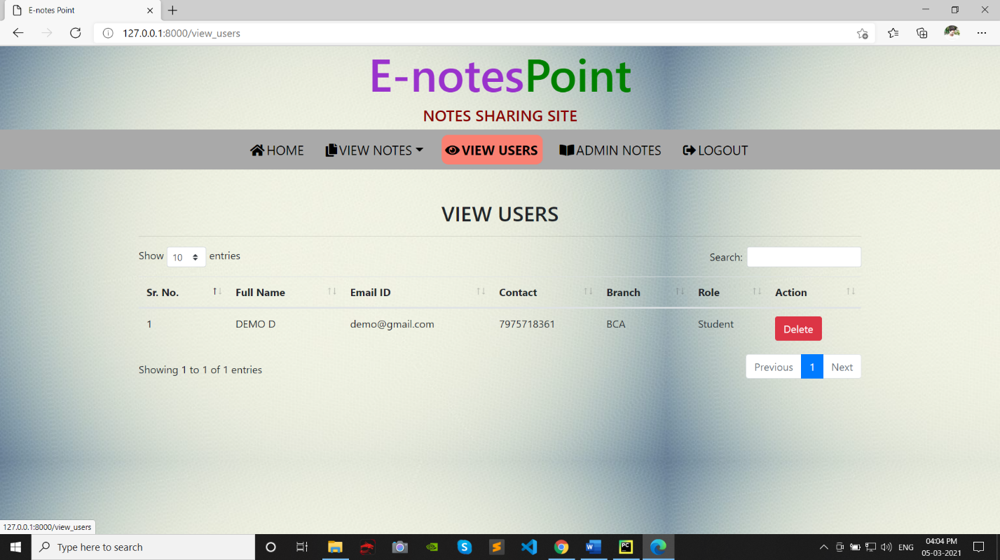 E-notes Point
127.0.0.1:8000/view_users
E-notesPoint
NOTES SHARING SITE
HOME VIEW NOTES VIEW USERS ADMIN NOTES LOGOUT
VIEW USERS
Show 10 entries Search:
Sr. No. Full Name Email ID Contact Branch Role Action
1 DEMO D demo@gmail.com 7975718361 BCA Student Delete
Showing 1 to 1 of 1 entries Previous 1 Next
127.0.0.1:8000/view_users
Type here to search S W PC ENG 04:04 PM
05-03-2021